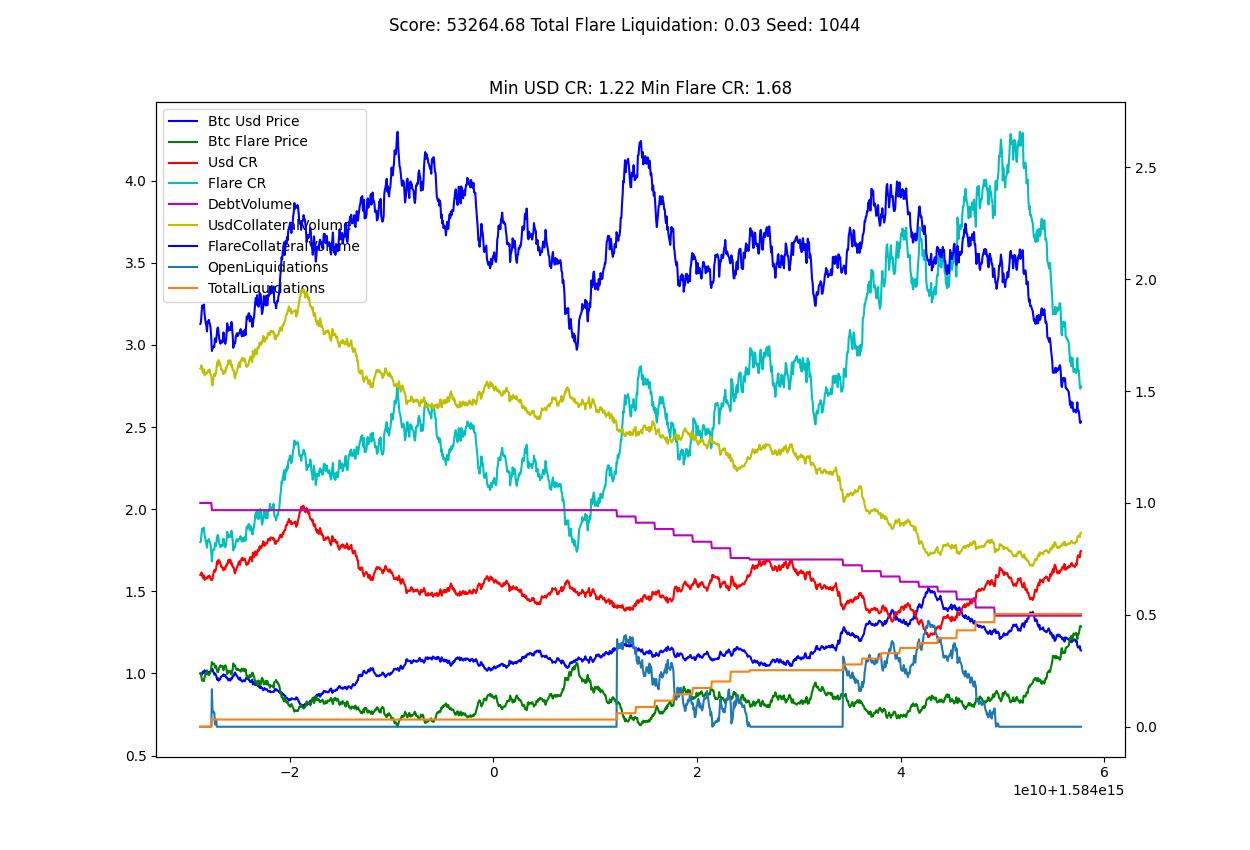 Score: 53264.68 Total Flare Liquidation: 0.03 Seed: 1044
Min USD CR: 1.22 Min Flare CR: 1.68
Btc Usd Price
Btc Flare Price
Usd CR
Flare CR
DebtVolume
UsdCollateralVolume
FlareCollateralVolume
OpenLiquidations
TotalLiquidations
4.0
3.5
3.0
2.5
2.0
1.5
1.0
0.5
2.5
2.0
1.5
1.0
0.5
0.0
−2 0 2 4 6
1e10+1.584e15